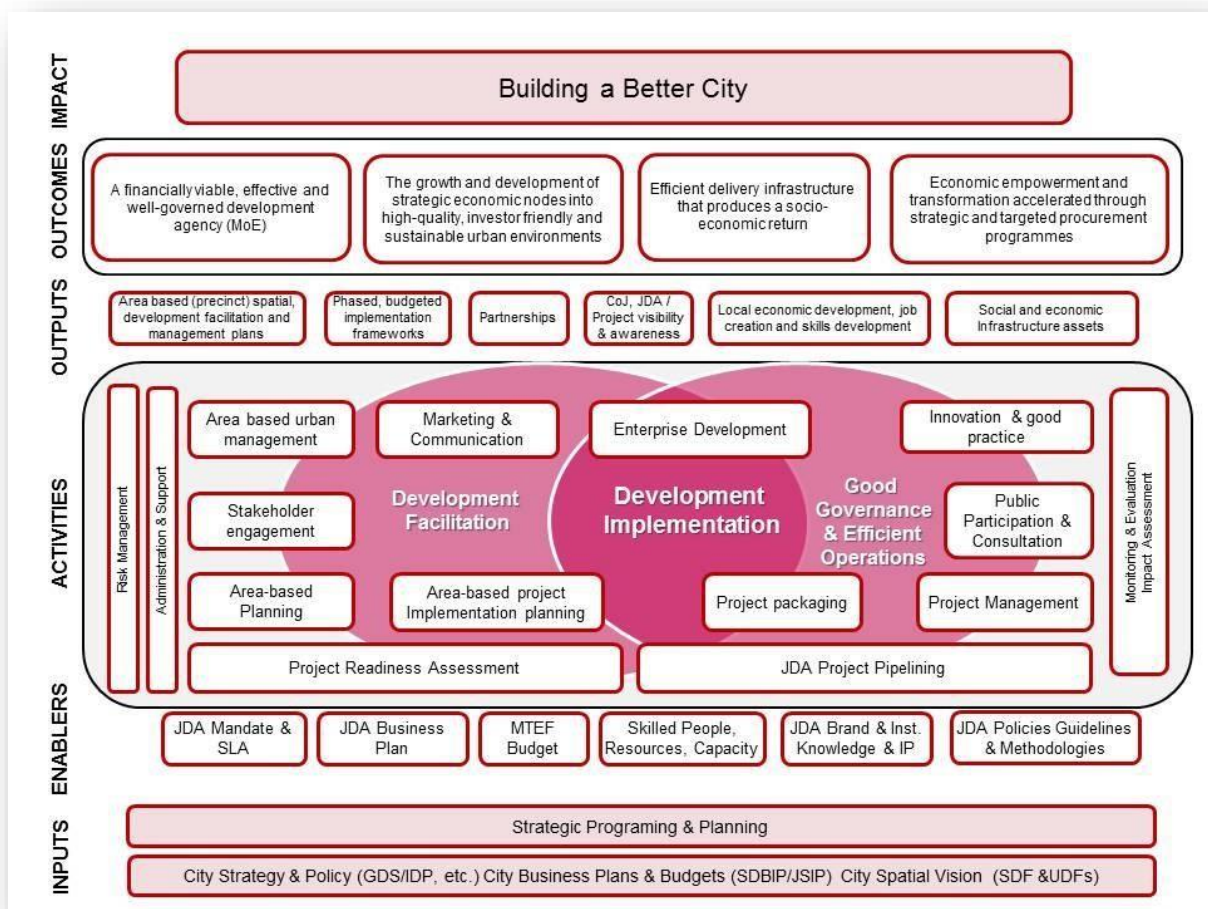 IMPACT
Building a Better City
OUTCOMES
A financially viable, effective and
well-governed development
agency (MoE)
The growth and development of
strategic economic nodes into
high-quality, investor friendly and
sustainable urban environments
Efficient delivery infrastructure
that produces a socio-
economic return
Economic empowerment and
transformation accelerated through
strategic and targeted procurement
programmes
OUTPUTS
Area based (precinct) spatial,
development facilitation and
management plans
Phased, budgeted
implementation
frameworks
Partnerships
CoJ, JDA /
Project visibility
& awareness
Local economic development, job
creation and skills development
Social and economic
Infrastructure assets
ACTIVITIES
Risk Management
Administration & Support
Area based urban
management
Marketing &
Communication
Enterprise Development
Innovation & good
practice
Stakeholder
engagement
Development
Facilitation
Development
Implementation
Good
Governance
& Efficient
Operations
Public
Participation &
Consultation
Area-based
Planning
Area-based project
Implementation planning
Project packaging
Project Management
Project Readiness Assessment
JDA Project Pipelining
Monitoring & Evaluation
Impact Assessment
ENABLERS
JDA Mandate &
SLA
JDA Business
Plan
MTEF
Budget
Skilled People,
Resources, Capacity
JDA Brand & Inst.
Knowledge & IP
JDA Policies Guidelines
& Methodologies
INPUTS
Strategic Programing & Planning
City Strategy & Policy (GDS/IDP, etc.) City Business Plans & Budgets (SDBIP/JSIP) City Spatial Vision (SDF &UDFs)